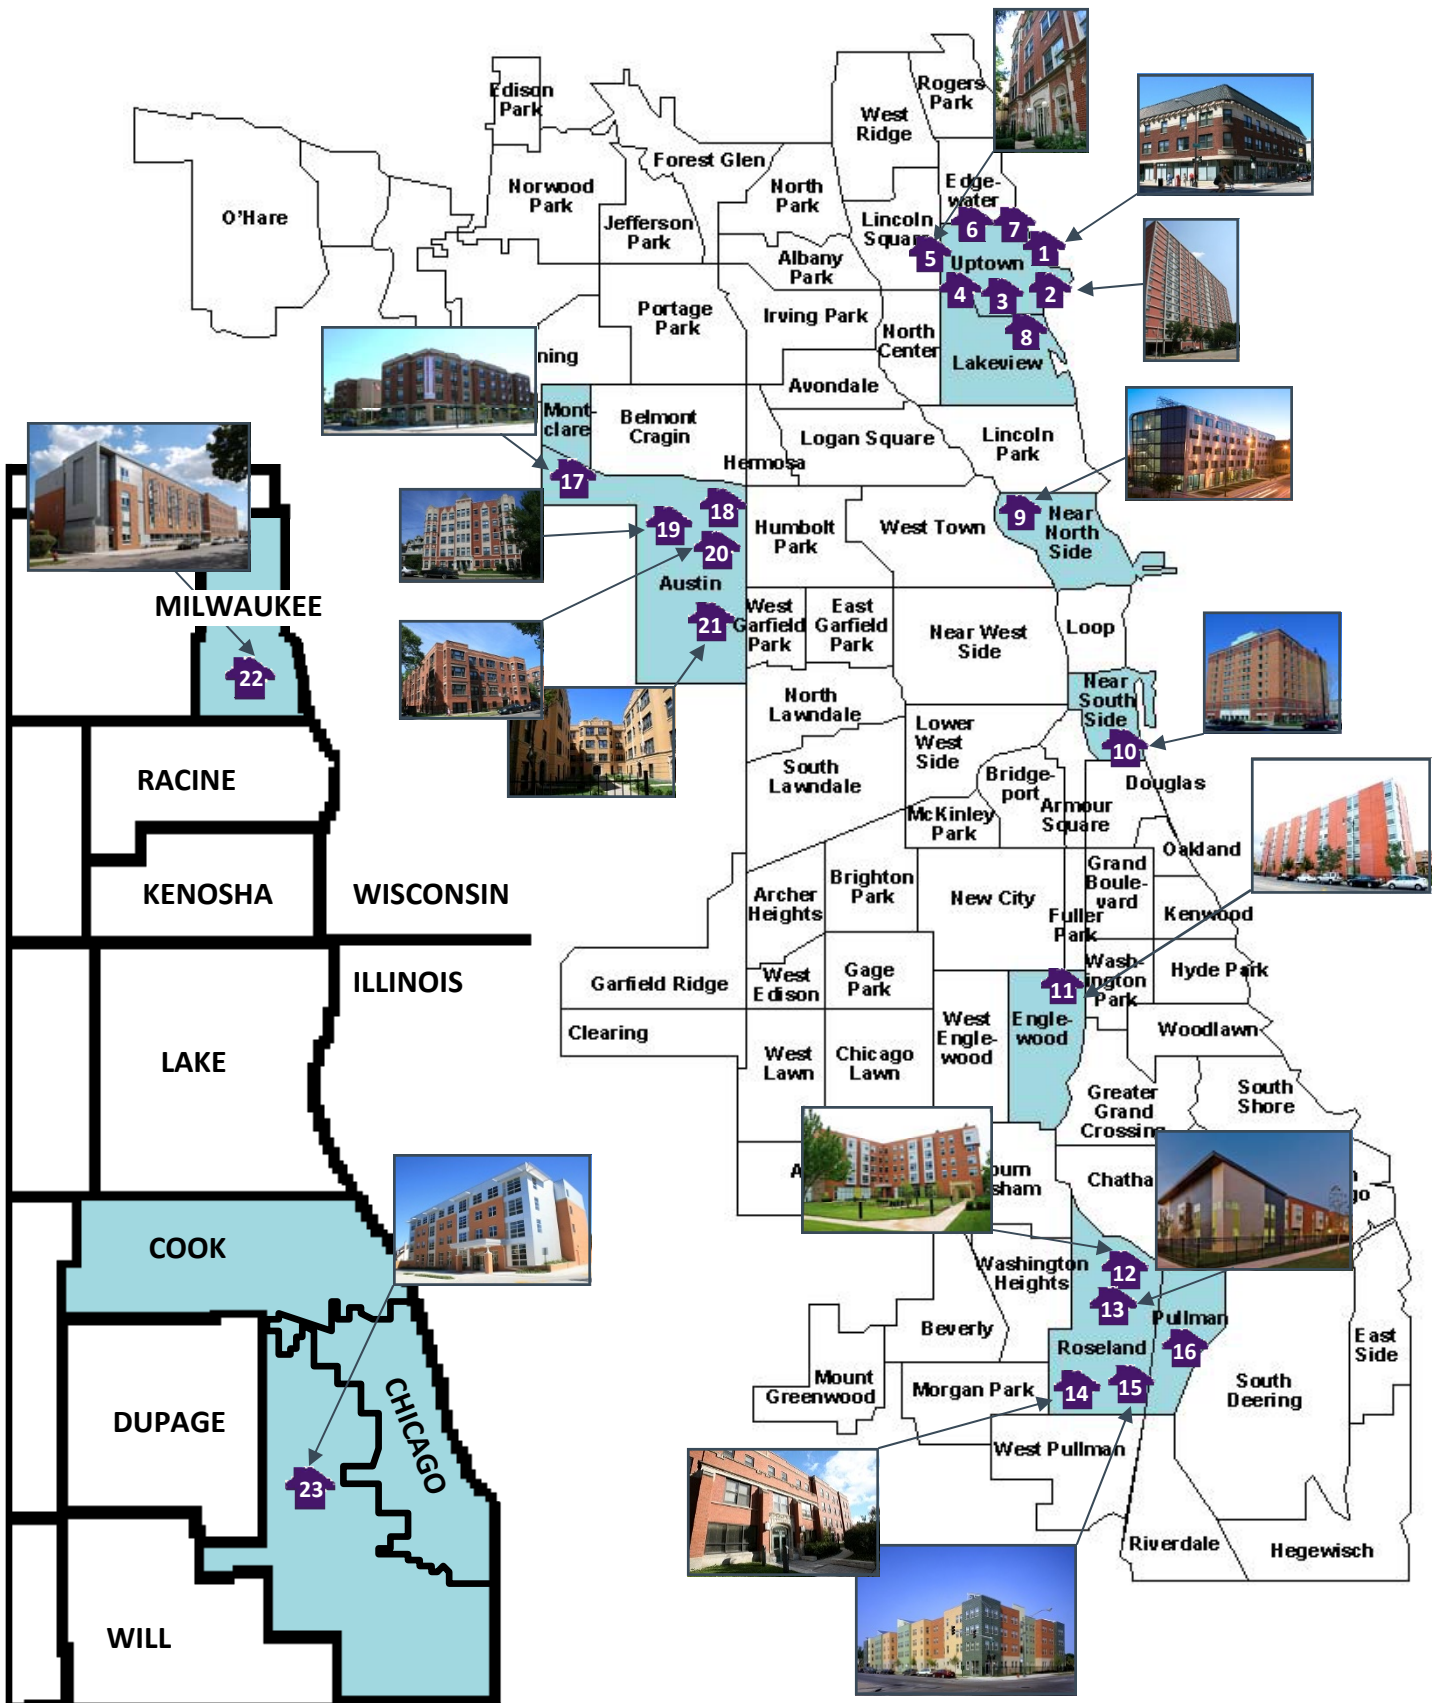 Edison
Park
Rogers
Park
West
Ridge
Forest Glen
Norwood
Park
North
Park
Edge-
water
O'Hare
Jefferson
Park
Lincoln
Square
6
7
1
5
Uptown
Albany
Park
4
3
2
Portage
Park
Irving Park
North
Center
8
Lakeview
ning
Avondale
Mont-
clare
Belmont
Cragin
Logan Square
Lincoln
Park
Hermosa
17
18
19
20
Humbolt
Park
West Town
9
Near
North
Side
Austin
21
West
Garfield
Park
East
Garfield
Park
Near West
Side
Loop
MILWAUKEE
22
North
Lawndale
Near
South
Side
10
Lower
West
Side
South
Lawndale
Bridge-
port
Douglas
RACINE
McKinley
Park
Armour
Square
Oakland
KENOSHA
WISCONSIN
Archer
Heights
Brighton
Park
New City
Grand
Boule-
vard
Fuller
Park
Kenwood
ILLINOIS
Garfield Ridge
West
Edison
Gage
Park
11
Wash-
ington
Park
Hyde Park
Clearing
West
Engle-
wood
Engle-
wood
Woodlawn
LAKE
West
Lawn
Chicago
Lawn
Greater
Grand
Crossing
South
Shore
A
burn
sham
Chatha
n
go
COOK
Washington
Heights
12
13
Pullman
Beverly
Roseland
16
East
Side
Mount
Greenwood
Morgan Park
14
15
South
Deering
DUPAGE
CHICAGO
West Pullman
23
Riverdale
Hegewisch
WILL